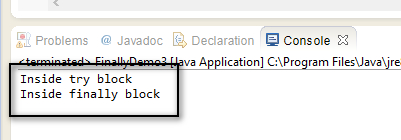 Problems @ Javadoc Declaration Console
<terminated> FinallyDemo3 [Java Application] C:\Program Files\Java\jre
Inside try block
Inside finally block